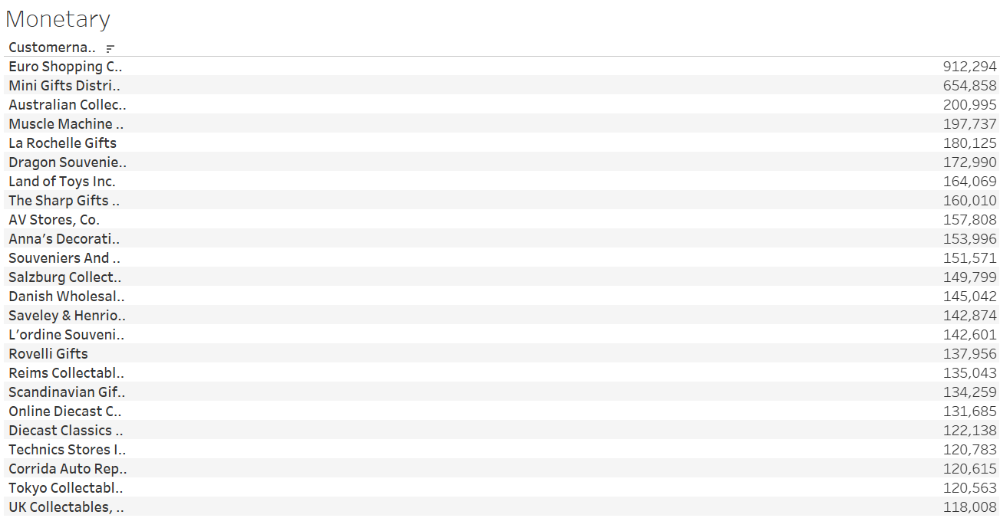 Monetary
Customerna..
Euro Shopping C.. 912,294
Mini Gifts Distri.. 654,858
Australian Collec.. 200,995
Muscle Machine .. 197,737
La Rochelle Gifts 180,125
Dragon Souvenie.. 172,990
Land of Toys Inc. 164,069
The Sharp Gifts .. 160,010
AV Stores, Co. 157,808
Anna's Decorati.. 153,996
Souveniers And .. 151,571
Salzburg Collect.. 149,799
Danish Wholesal.. 145,042
Saveley & Henrio.. 142,874
L'ordine Souveni.. 142,601
Rovelli Gifts 137,956
Reims Collectabl.. 135,043
Scandinavian Gif.. 134,259
Online Diecast C.. 131,685
Diecast Classics .. 122,138
Technics Stores I.. 120,783
Corrida Auto Rep.. 120,615
Tokyo Collectabl.. 120,563
UK Collectables, .. 118,008